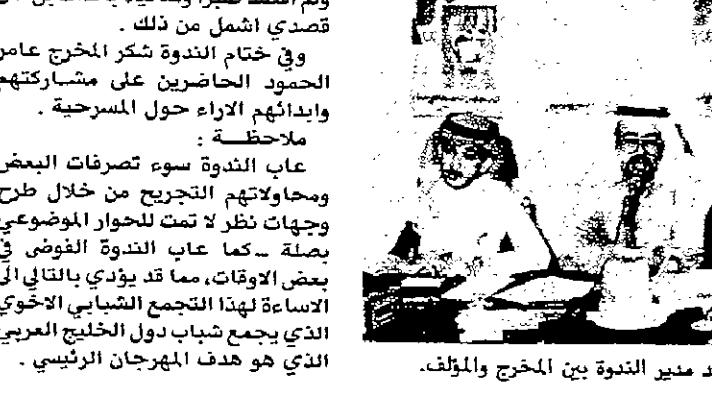 قصدي اشمل من ذلك .
وفي ختام الندوة شكر المخرج عامر
الحمود الحاضرين على مشاركتهم
وابدائهم الاراء حول المسرحية .
ملاحظــة :
عاب الندوة سوء تصرفات البعض
ومحاولاتهم التجريح من خلال طرح
وجهات نظر لا تمت للحوار الموضوعي
بصلة ــ كما عاب الندوة الفوضى في
بعض الاوقات، مما قد يؤدي بالتالي الى
الاساءة لهذا التجمع الشبابي الاخوي
الذي يجمع شباب دول الخليج العربي
الذي هو هدف المهرجان الرئيسي .
مدير الندوة بين المخرج والمؤلف.